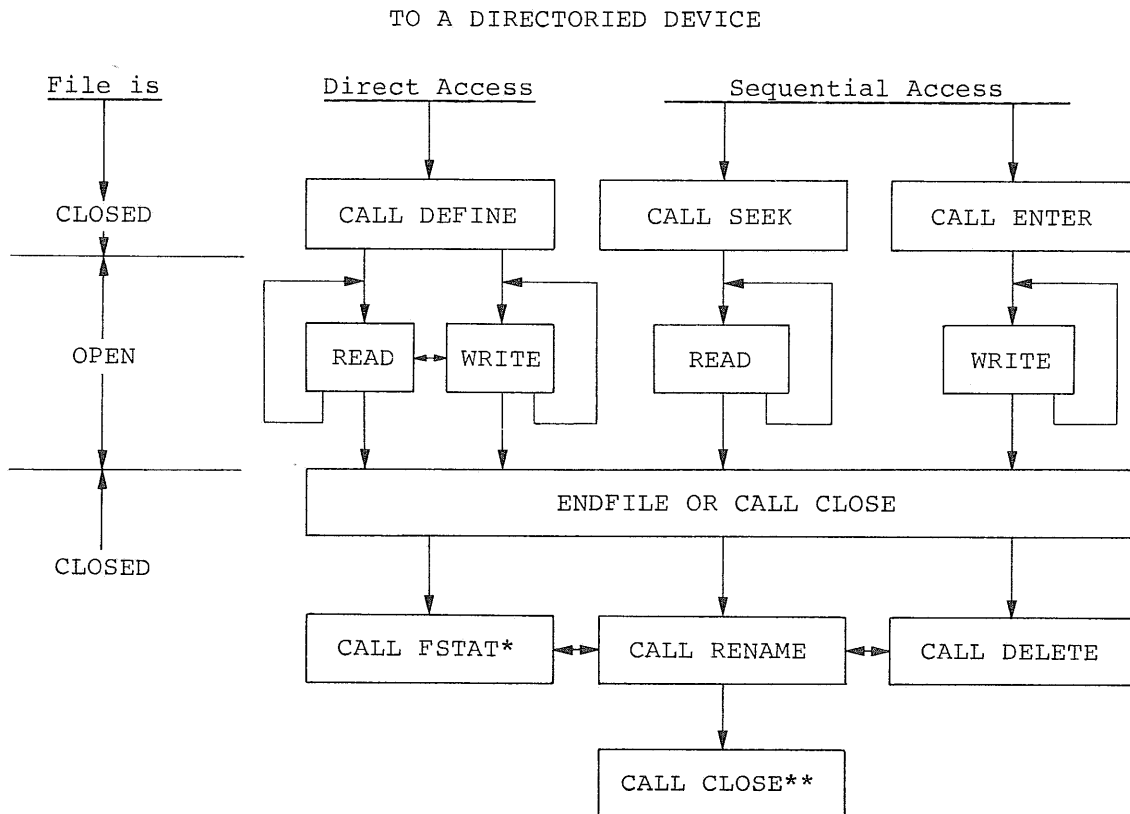 TO A DIRECTORIED DEVICE
File is
Direct Access
Sequential Access
CLOSED
CALL DEFINE
CALL SEEK
CALL ENTER
OPEN
READ
WRITE
READ
WRITE
ENDFILE OR CALL CLOSE
CLOSED
CALL FSTAT*
CALL RENAME
CALL DELETE
CALL CLOSE**